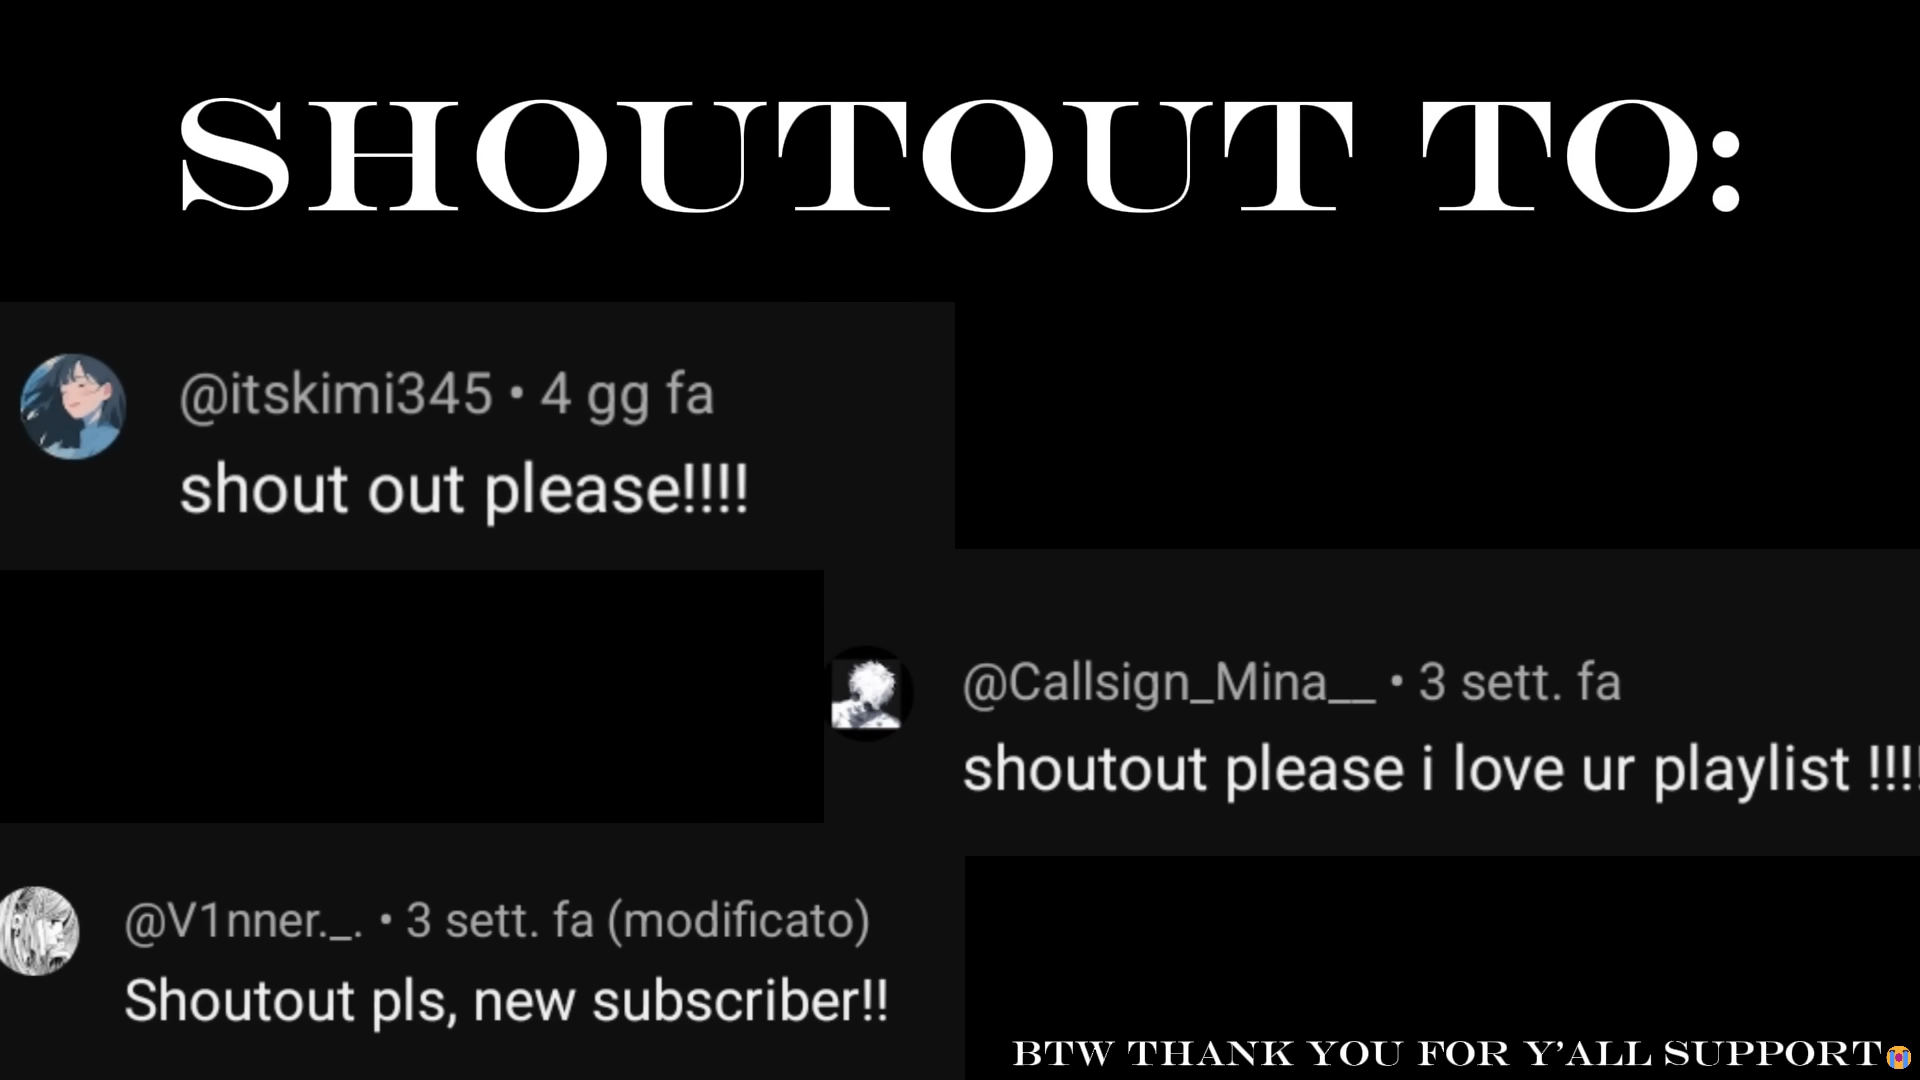 SHOUTOUT TO:
@itskimi345 • 4 gg fa
shout out please!!!!
@Callsign_Mina__ • 3 sett. fa
shoutout please i love ur playlist !!!!
@V1nner._. • 3 sett. fa (modificato)
Shoutout pls, new subscriber!!
BTW THANK YOU FOR Y'ALL SUPPORT😭